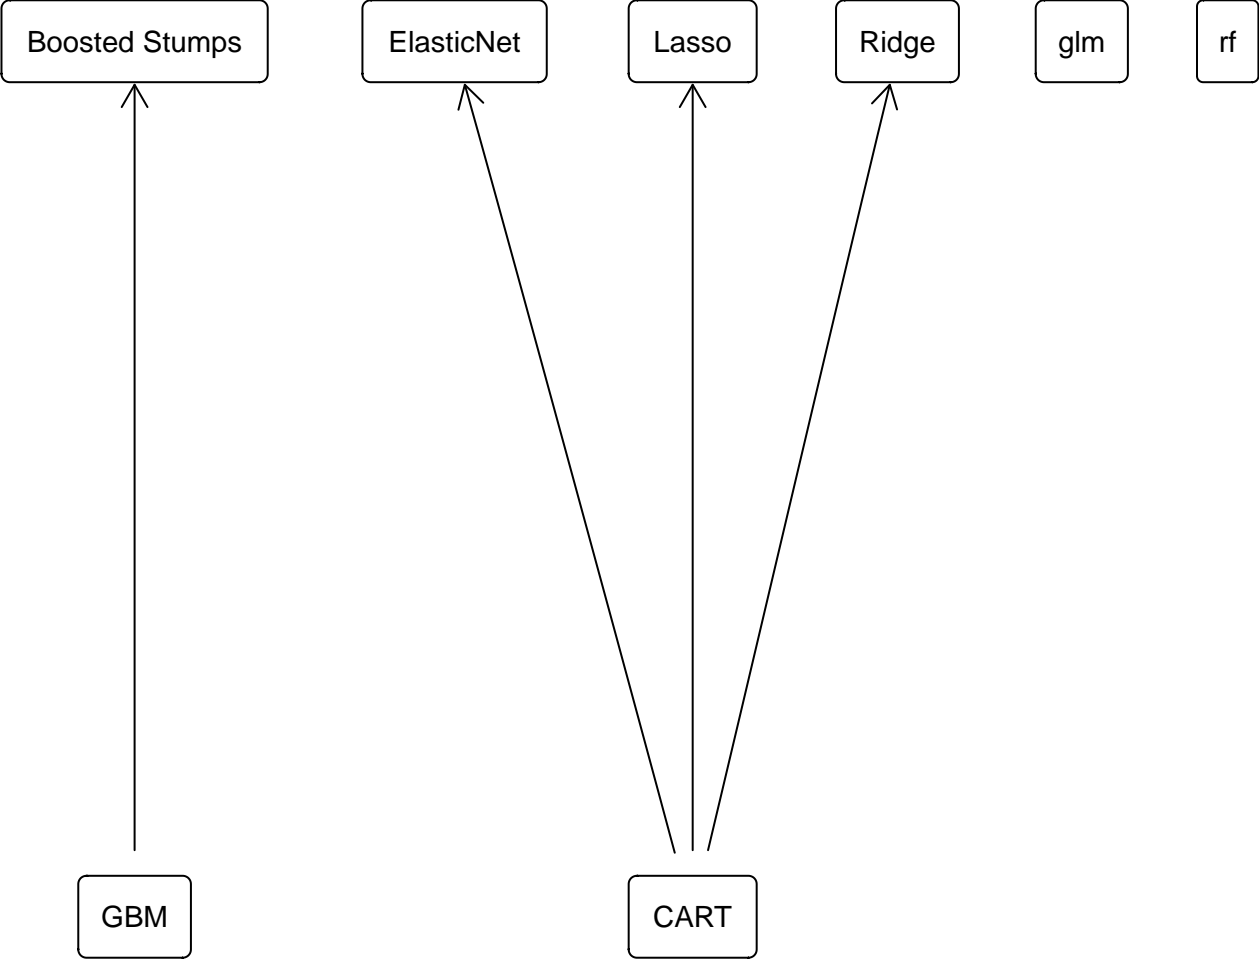 Boosted Stumps
ElasticNet
Lasso
Ridge
glm
rf
GBM
CART